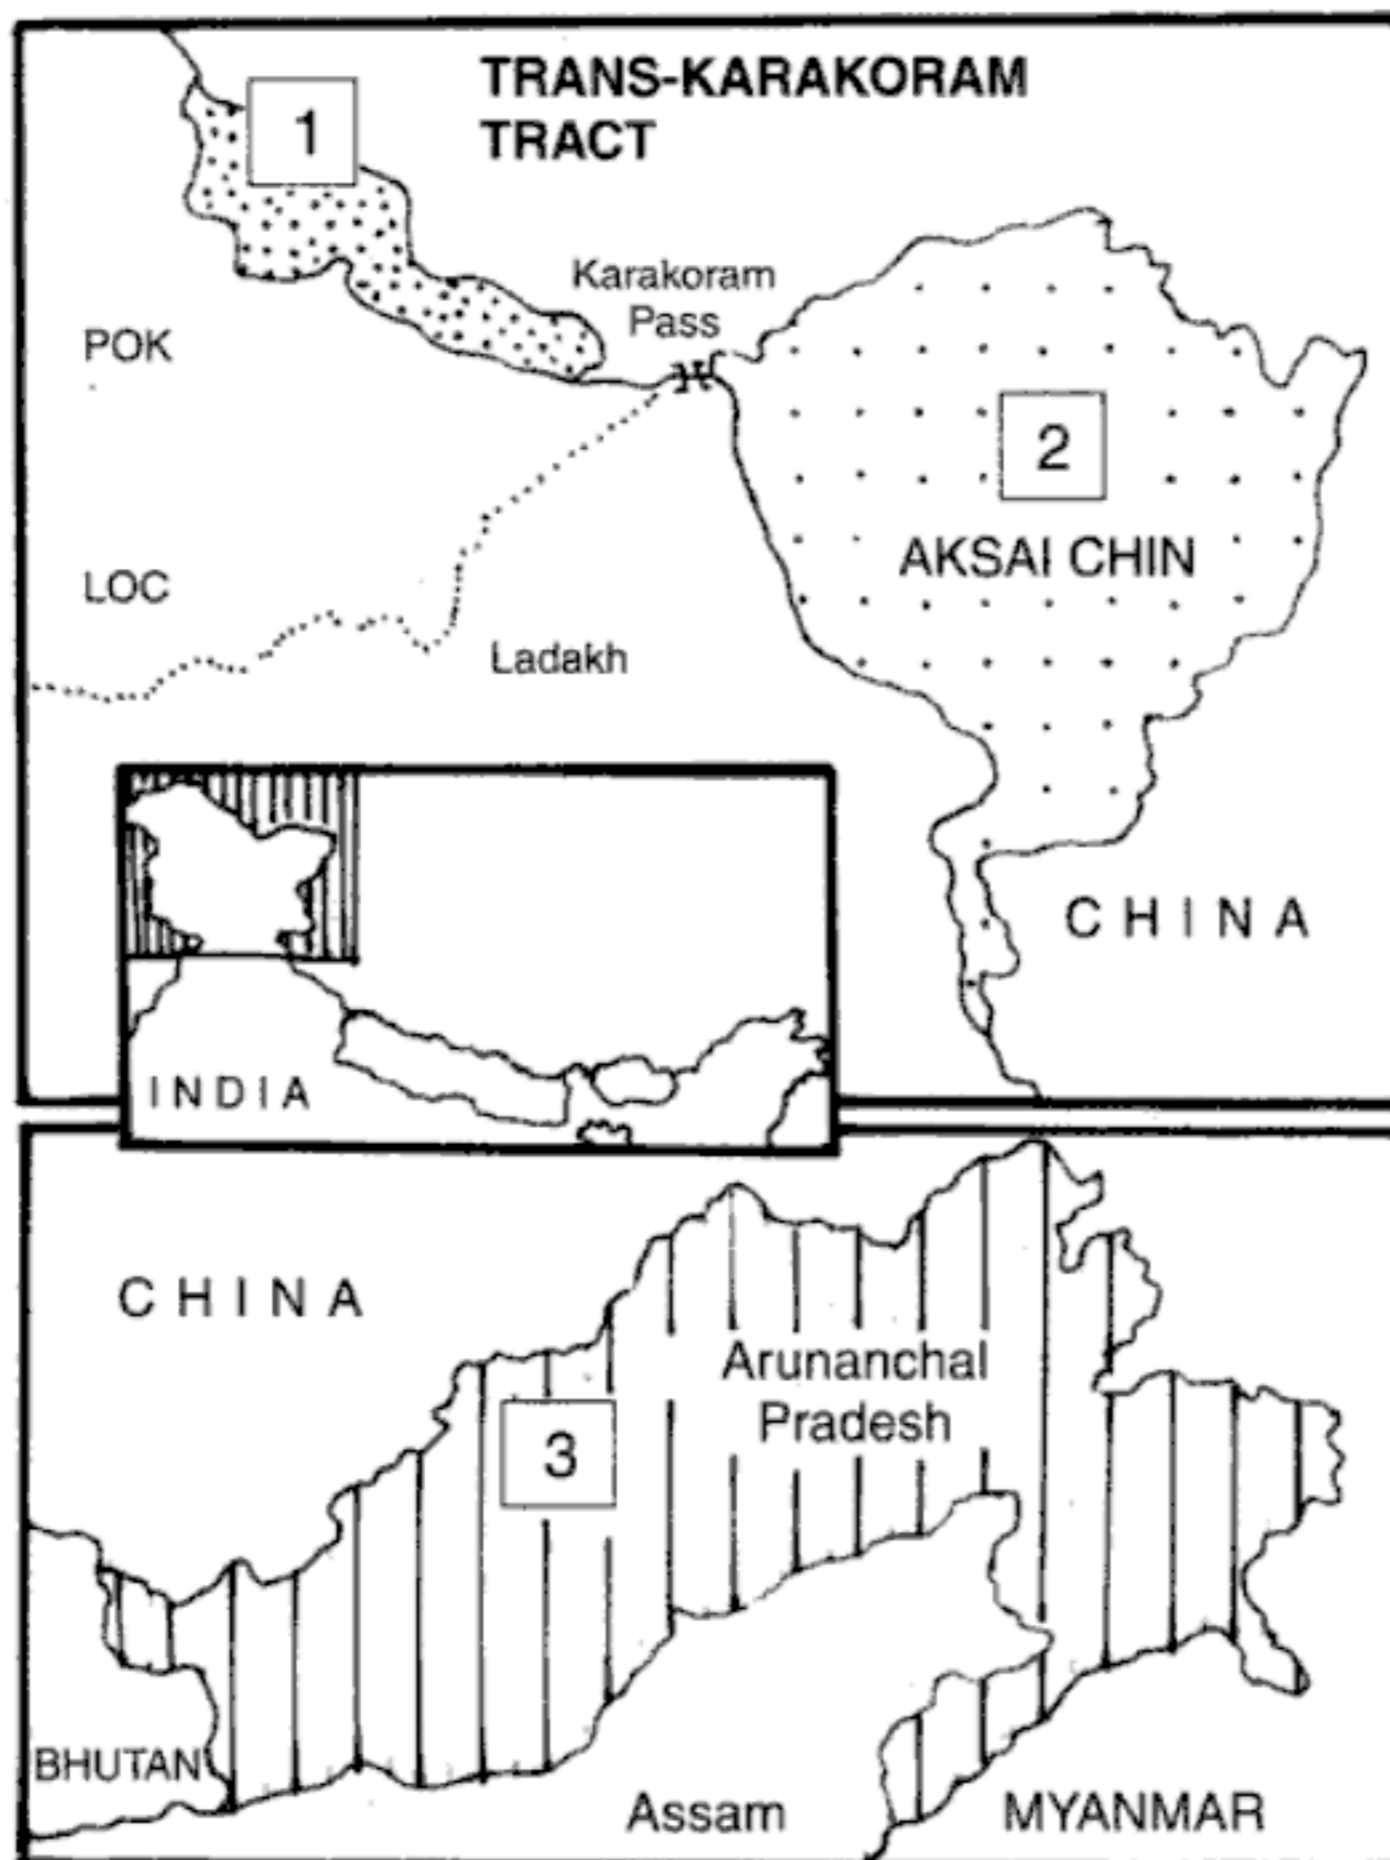 TRANS-KARAKORAM
TRACT
1
Karakoram
Pass
POK
2
AKSAI CHIN
LOC
Ladakh
CHINA
INDIA
CHINA
Arunanchal
Pradesh
3
BHUTAN
Assam
MYANMAR